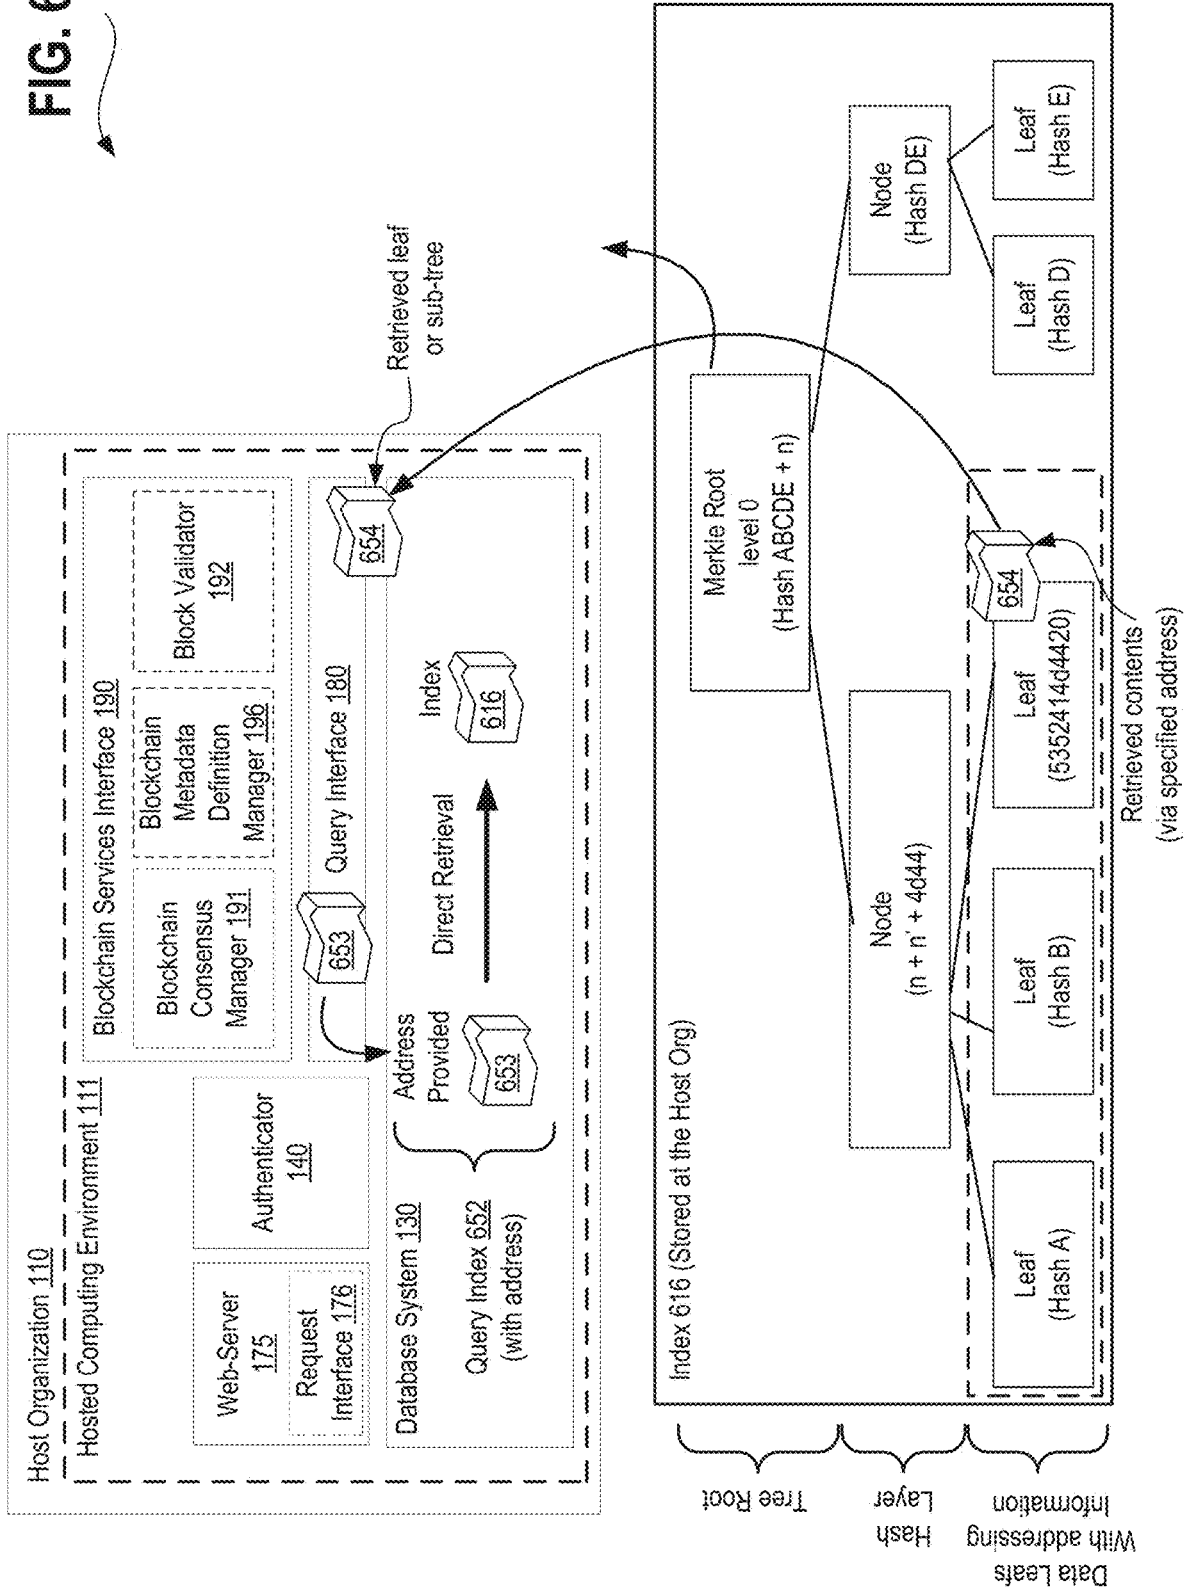 FIG. 6
Host Organization 110
Hosted Computing Environment 111
Web-Server
175
Request
Interface 176
Authenticator
140
Blockchain Services Interface 190
Blockchain
Consensus
Manager 191
Blockchain
Metadata
Definition
Manager 196
Block Validator
192
653
Query Interface 180
654
Retrieved leaf
or sub-tree
Database System 130
Query Index 652
(with address)
Address
Provided
653
Direct Retrieval
Index
616
Index 616 (Stored at the Host Org)
Tree Root
Merkle Root
level 0
(Hash ABCDE + n)
Hash
Layer
Node
(n + n' + 4d44)
Node
(Hash DE)
Data Leafs
With addressing
Information
Leaf
(Hash A)
Leaf
(Hash B)
Leaf
(5352414d4420)
654
Leaf
(Hash D)
Leaf
(Hash E)
Retrieved contents
(via specified address)